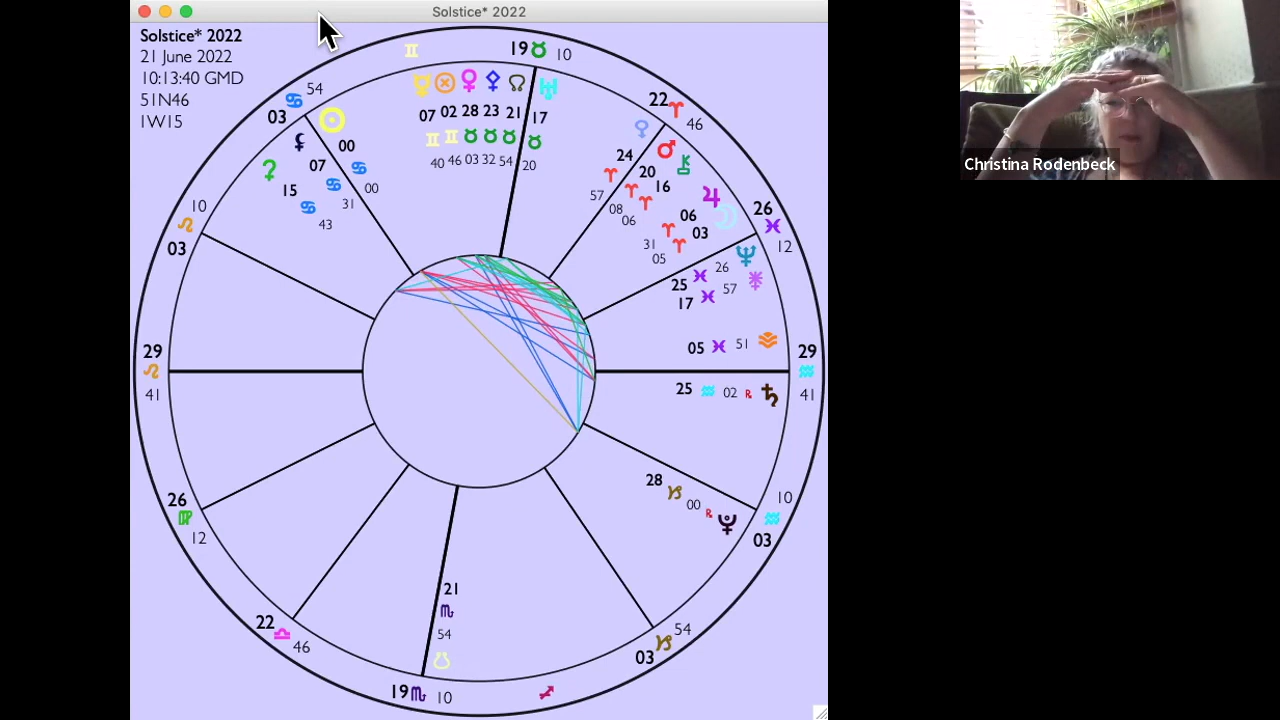 Solstice* 2022
Solstice* 2022
21 June 2022
10:13:40 GMD
51N46
1W15
♊
19 ♉ 10
22 ♈ 46
26 ♓ 12
29 ♒ 41
10 ♒ 03
03 ♑ 54
♐
19 ♏ 10
22 ♎ 46
26 ♍ 12
29 ♌ 41
03 ♌ 10
03 ♋ 54
☉ 00 ♋ 00
07 ♋ 31
15 ♋ 43
☿ 07 ♊ 40
02 ♊ 46
♀ 28 ♉ 03
23 ♉ 32
☊ 21 ♉ 54
♅ 17 ♉ 20
24 ♈ 57
♂ 20 ♈ 08
16 ♈ 06
♃ 06 ♈ 31
☽ 03 ♈ 05
♆ 25 ♓ 26
17 ♓ 57
05 ♓ 51
♄ 25 ♒ 02 ℞
28 ♑ 00 ℞
21 ♏ 54 ☋
Christina Rodenbeck